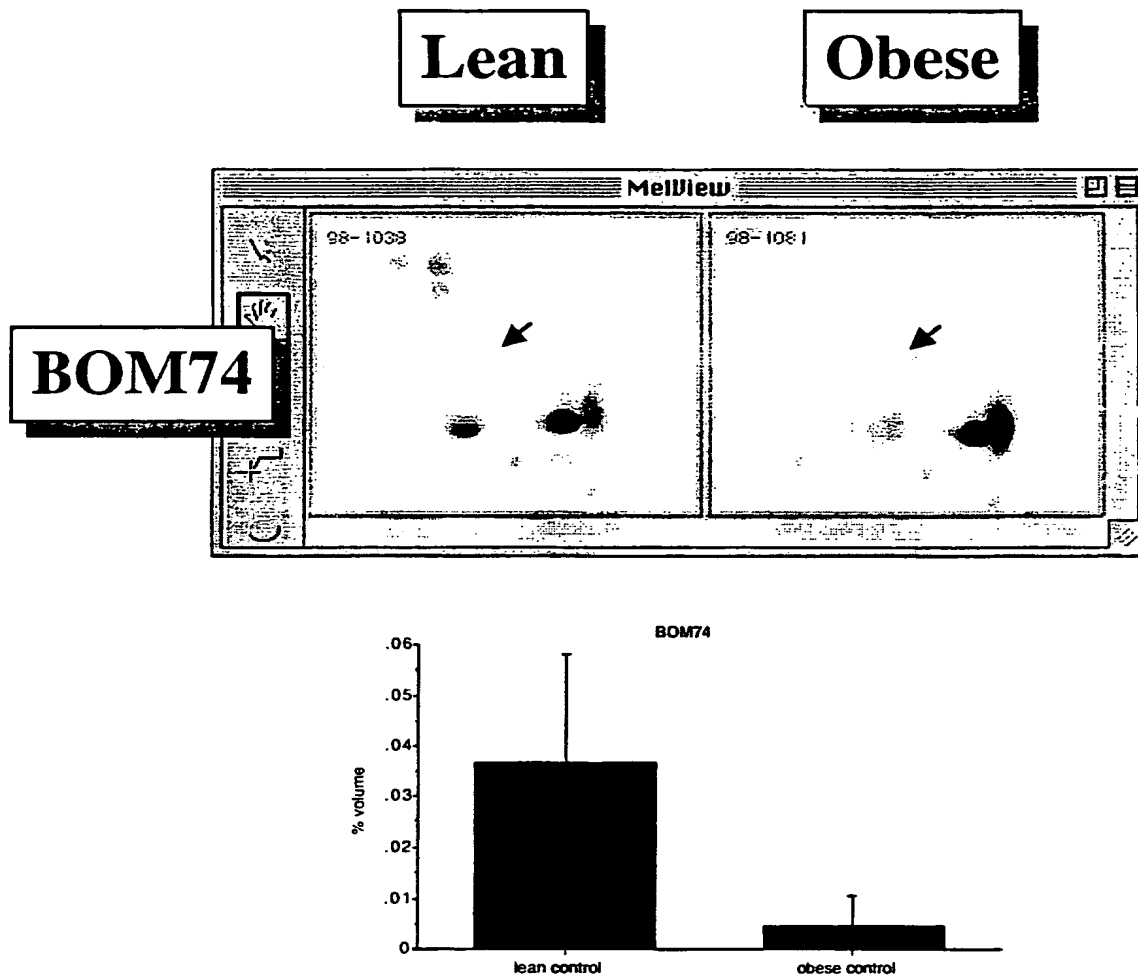 Lean
Obese
MelView
98-1038
98-1081
BOM74
BOM74
.06
.05
.04
.03
.02
.01
0
% volume
lean control
obese control